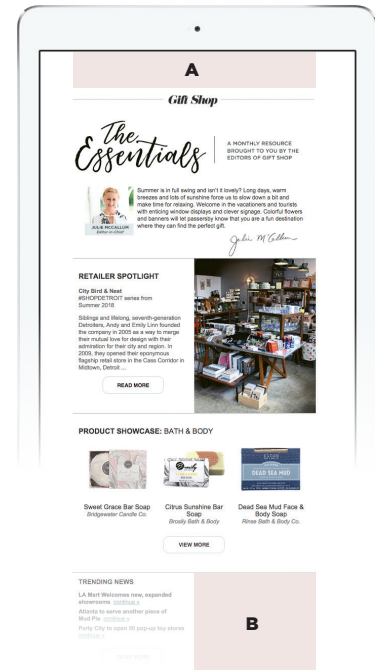 A
Gift Shop
The
Essentials
A MONTHLY RESOURCE
BROUGHT TO YOU BY THE
EDITORS OF GIFT SHOP
Summer is in full swing and isn't it lovely? Long days, warm
breezes and lots of sunshine force us to slow down a bit and
make time for relaxing. Welcome in the vacationers and tourists
with enticing window displays and clever signage. Colorful flowers
and banners will let passersby know that you are a fun destination
where they can find the perfect gift.
JULIE MCCALLUM
Editor-in-Chief
Julie McCallum
RETAILER SPOTLIGHT
City Bird & Nest
#SHOPDETROIT series from
Summer 2018
Siblings and lifelong, seventh-generation
Detroiters, Andy and Emily Linn founded
the company in 2005 as a way to merge
their mutual love for design with their
admiration for their city and region. In
2009, they opened their eponymous
flagship retail store in the Cass Corridor in
Midtown, Detroit ...
READ MORE
PRODUCT SHOWCASE: BATH & BODY
DEAD SEA MUD
Sweet Grace Bar Soap
Bridgewater Candle Co.
Citrus Sunshine Bar
Soap
Brosily Bath & Body
Dead Sea Mud Face &
Body Soap
Rinse Bath & Body Co.
VIEW MORE
TRENDING NEWS
LA Mart Welcomes new, expanded
showrooms continue »
Atlanta to serve another piece of
Mud Pie continue »
Party City to open 50 pop-up toy stores
continue »
READ MORE
B